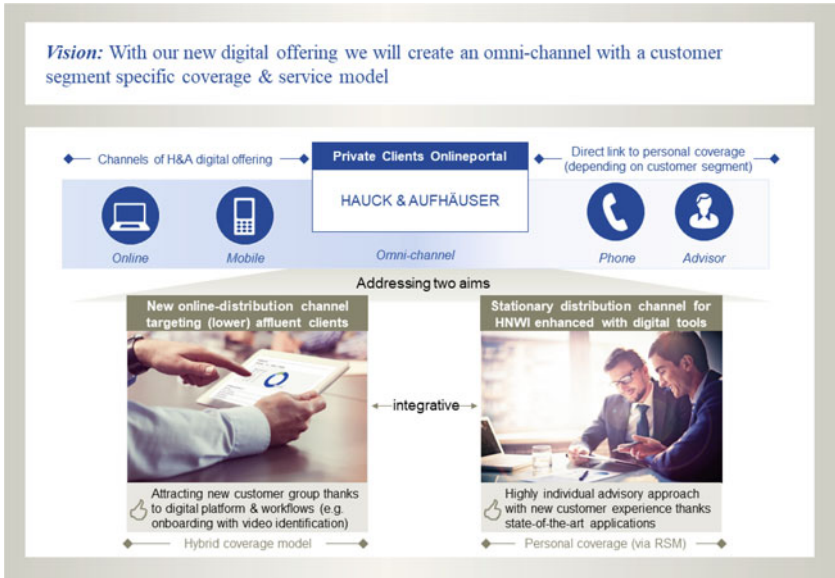 Vision: With our new digital offering we will create an omni-channel with a customer
segment specific coverage & service model
Channels of H&A digital offering
Private Clients Onlineportal
Direct link to personal coverage
(depending on customer segment)
HAUCK & AUFHÄUSER
Online
Mobile
Omni-channel
Phone
Advisor
Addressing two aims
New online-distribution channel
targeting (lower) affluent clients
Stationary distribution channel for
HNWI enhanced with digital tools
integrative
Attracting new customer group thanks
to digital platform & workflows (e.g.
onboarding with video identification)
Highly individual advisory approach
with new customer experience thanks
state-of-the-art applications
Hybrid coverage model
Personal coverage (via RSM)